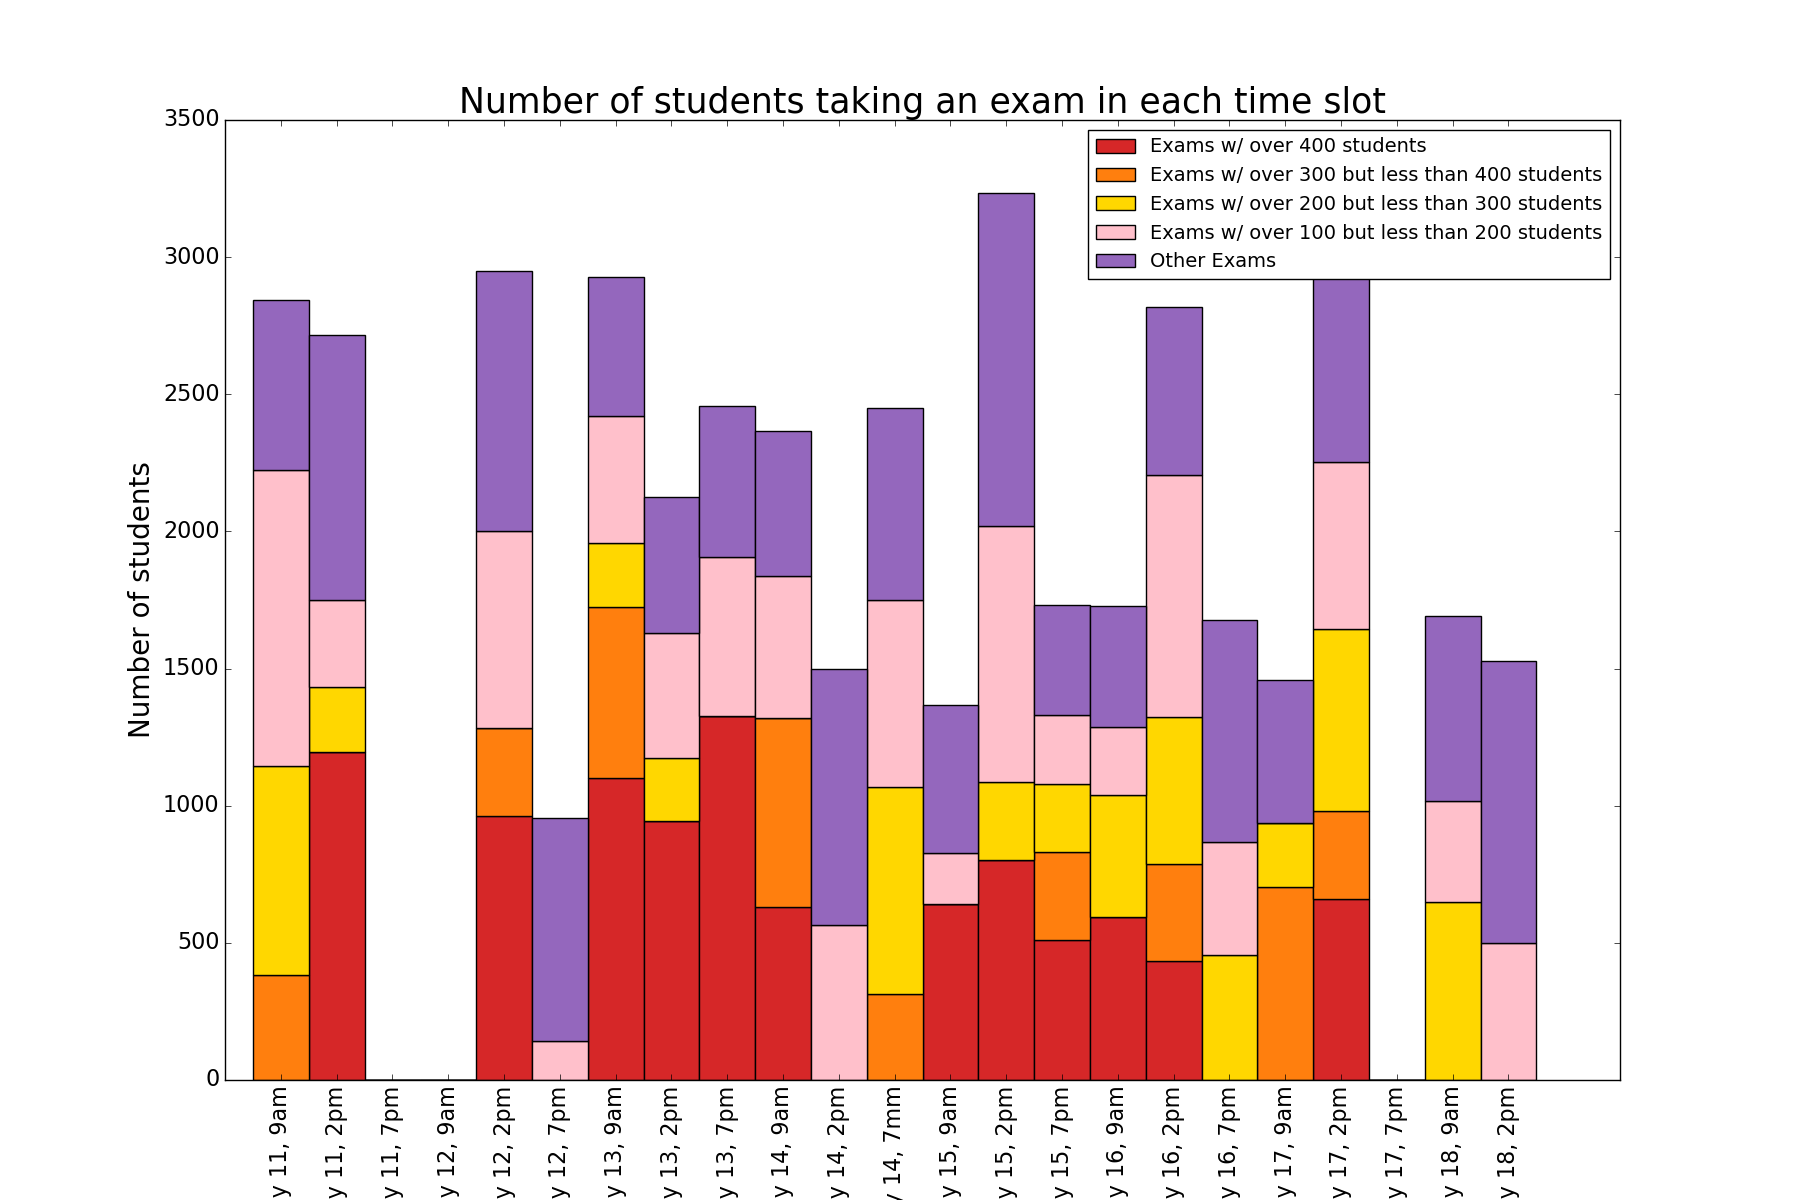 Number of students taking an exam in each time slot
Exams w/ over 400 students
Exams w/ over 300 but less than 400 students
Exams w/ over 200 but less than 300 students
Exams w/ over 100 but less than 200 students
Other Exams
Number of students
3500
3000
2500
2000
1500
1000
500
0
y 11, 9am
y 11, 2pm
y 11, 7pm
y 12, 9am
y 12, 2pm
y 12, 7pm
y 13, 9am
y 13, 2pm
y 13, 7pm
y 14, 9am
y 14, 2pm
y 14, 7mm
y 15, 9am
y 15, 2pm
y 15, 7pm
y 16, 9am
y 16, 2pm
y 16, 7pm
y 17, 9am
y 17, 2pm
y 17, 7pm
y 18, 9am
y 18, 2pm